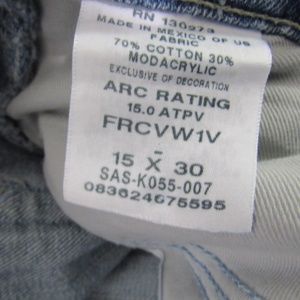 RN 130273
MADE IN MEXICO OF US
FABRIC
70% COTTON 30%
MODACRYLIC
EXCLUSIVE OF DECORATION
ARC RATING
15.0 ATPV
FRCVW1V
-
15 X 30
SAS-K055-007
083624675595